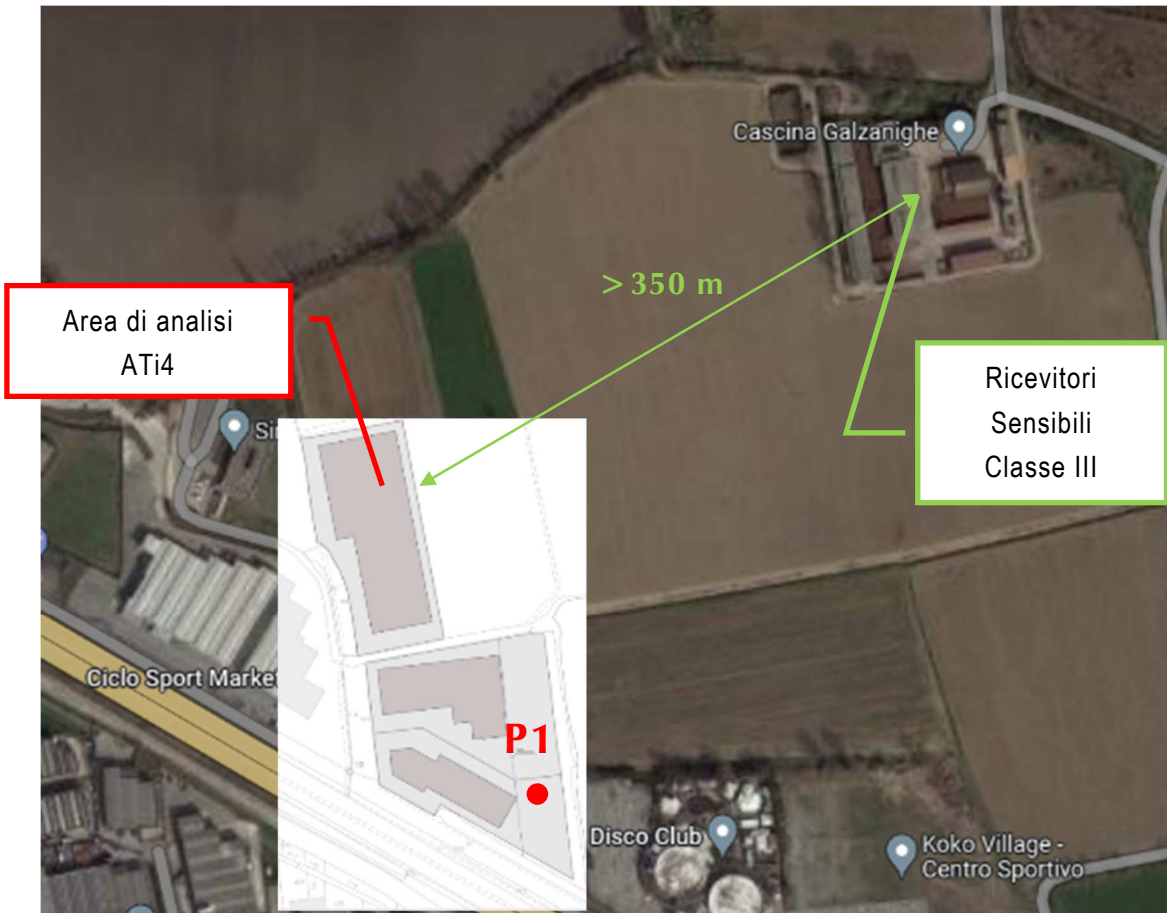 Cascina Galzanighe
>350 m
Area di analisi
ATi4
Ricevitori
Sensibili
Classe III
Ciclo Sport Market
P1
Disco Club
Koko Village -
Centro Sportivo